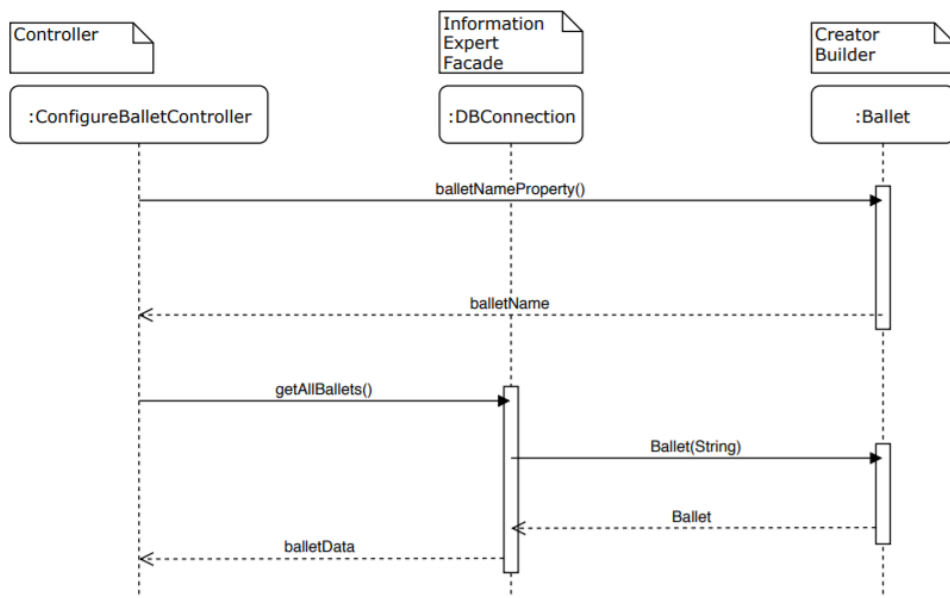 Controller
Information
Expert
Facade
Creator
Builder
:ConfigureBalletController
:DBConnection
:Ballet
balletNameProperty()
balletName
getAllBallets()
Ballet(String)
Ballet
balletData